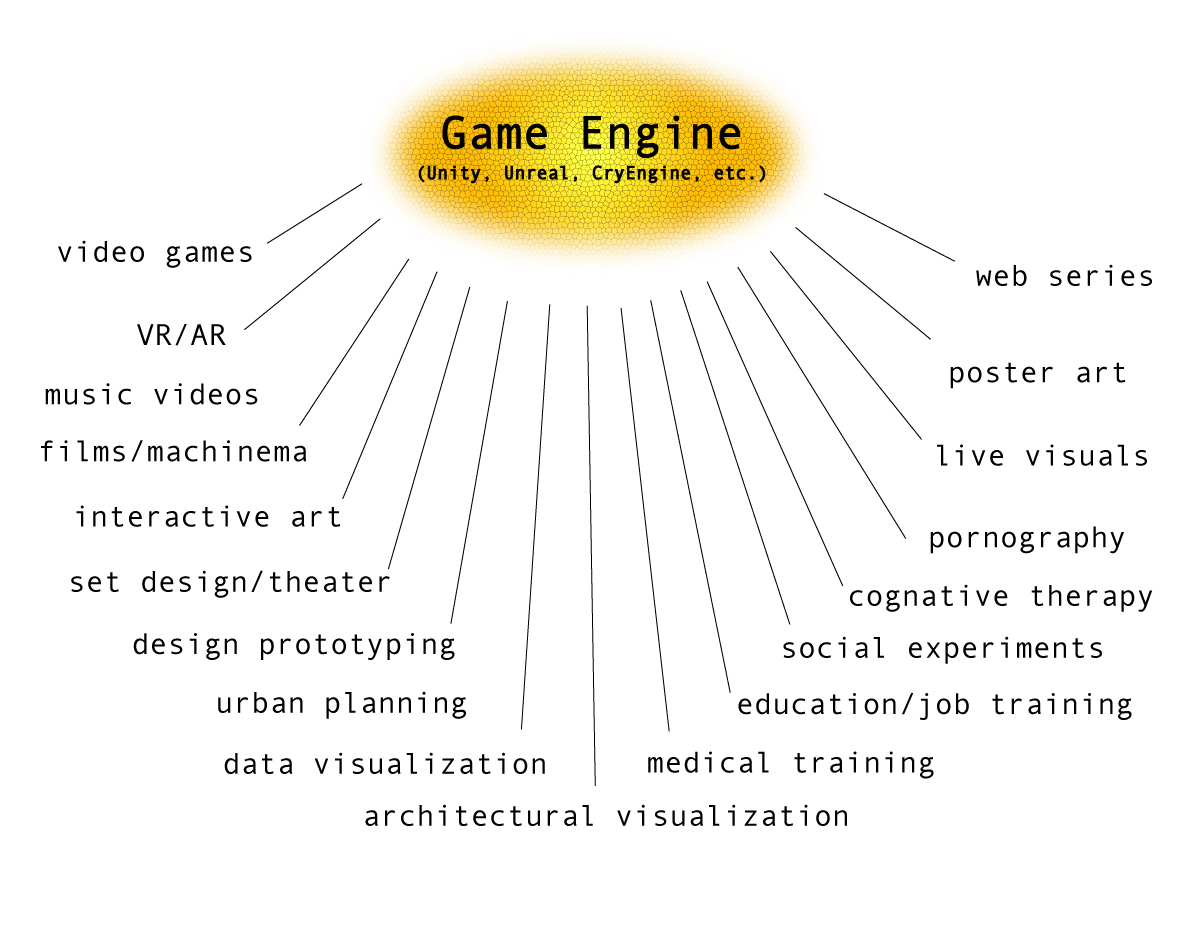 Game Engine
(Unity, Unreal, CryEngine, etc.)
video games
VR/AR
music videos
films/machinema
interactive art
set design/theater
design prototyping
urban planning
data visualization
architectural visualization
medical training
education/job training
social experiments
cognative therapy
pornography
live visuals
poster art
web series